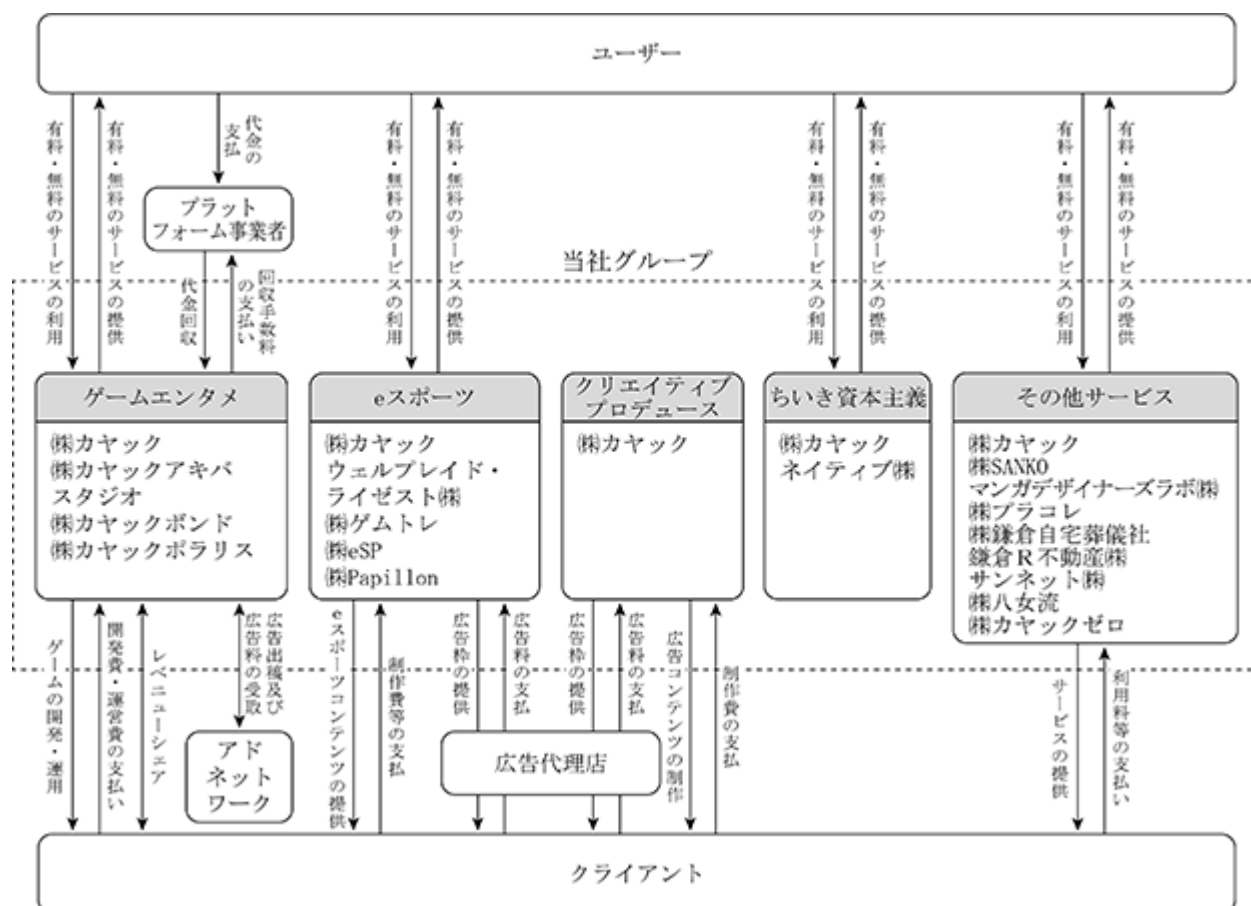 ユーザー
有料・無料のサービスの利用
有料・無料のサービスの提供
代金の
支払
有料・無料のサービスの利用
有料・無料のサービスの提供
有料・無料のサービスの利用
有料・無料のサービスの提供
有料・無料のサービスの利用
有料・無料のサービスの提供
プラット
フォーム事業者
代金回収
回収手数料
の支払い
当社グループ
ゲームエンタメ
㈱カヤック
㈱カヤックアキバ
スタジオ
㈱カヤックボンド
㈱カヤックポラリス
eスポーツ
㈱カヤック
ウェルプレイド・
ライゼスト㈱
㈱ゲムトレ
㈱eSP
㈱Papillon
クリエイティブ
プロデュース
㈱カヤック
ちいき資本主義
㈱カヤック
ネイティブ㈱
その他サービス
㈱カヤック
㈱SANKO
マンガデザイナーズラボ㈱
㈱プラコレ
㈱鎌倉自宅葬儀社
鎌倉R不動産㈱
サンネット㈱
㈱八女流
㈱カヤックゼロ
ゲームの開発・運用
開発費・運営費の支払い
レベニューシェア
広告出稿及び
広告料の受取
eスポーツコンテンツの提供
制作費等の支払
広告枠の提供
広告料の支払
広告枠の提供
広告料の支払
広告コンテンツの制作
制作費の支払
サービスの提供
利用料等の支払い
アド
ネット
ワーク
広告代理店
クライアント